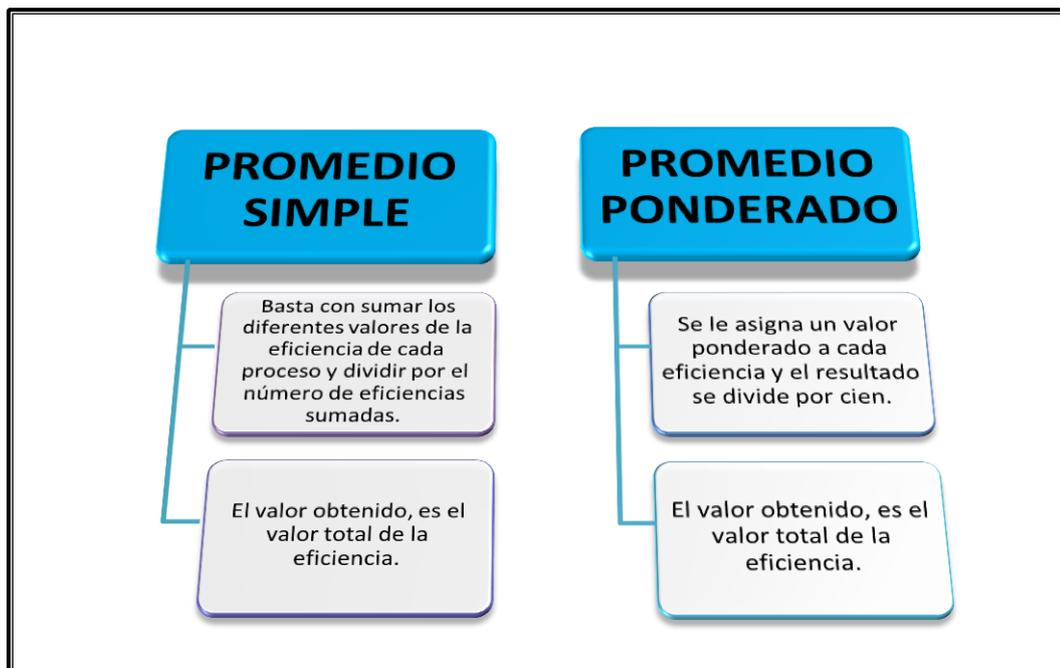 PROMEDIO
SIMPLE
Basta con sumar los
diferentes valores de la
eficiencia de cada
proceso y dividir por el
número de eficiencias
sumadas.
El valor obtenido, es el
valor total de la
eficiencia.
PROMEDIO
PONDERADO
Se le asigna un valor
ponderado a cada
eficiencia y el resultado
se divide por cien.
El valor obtenido, es el
valor total de la
eficiencia.